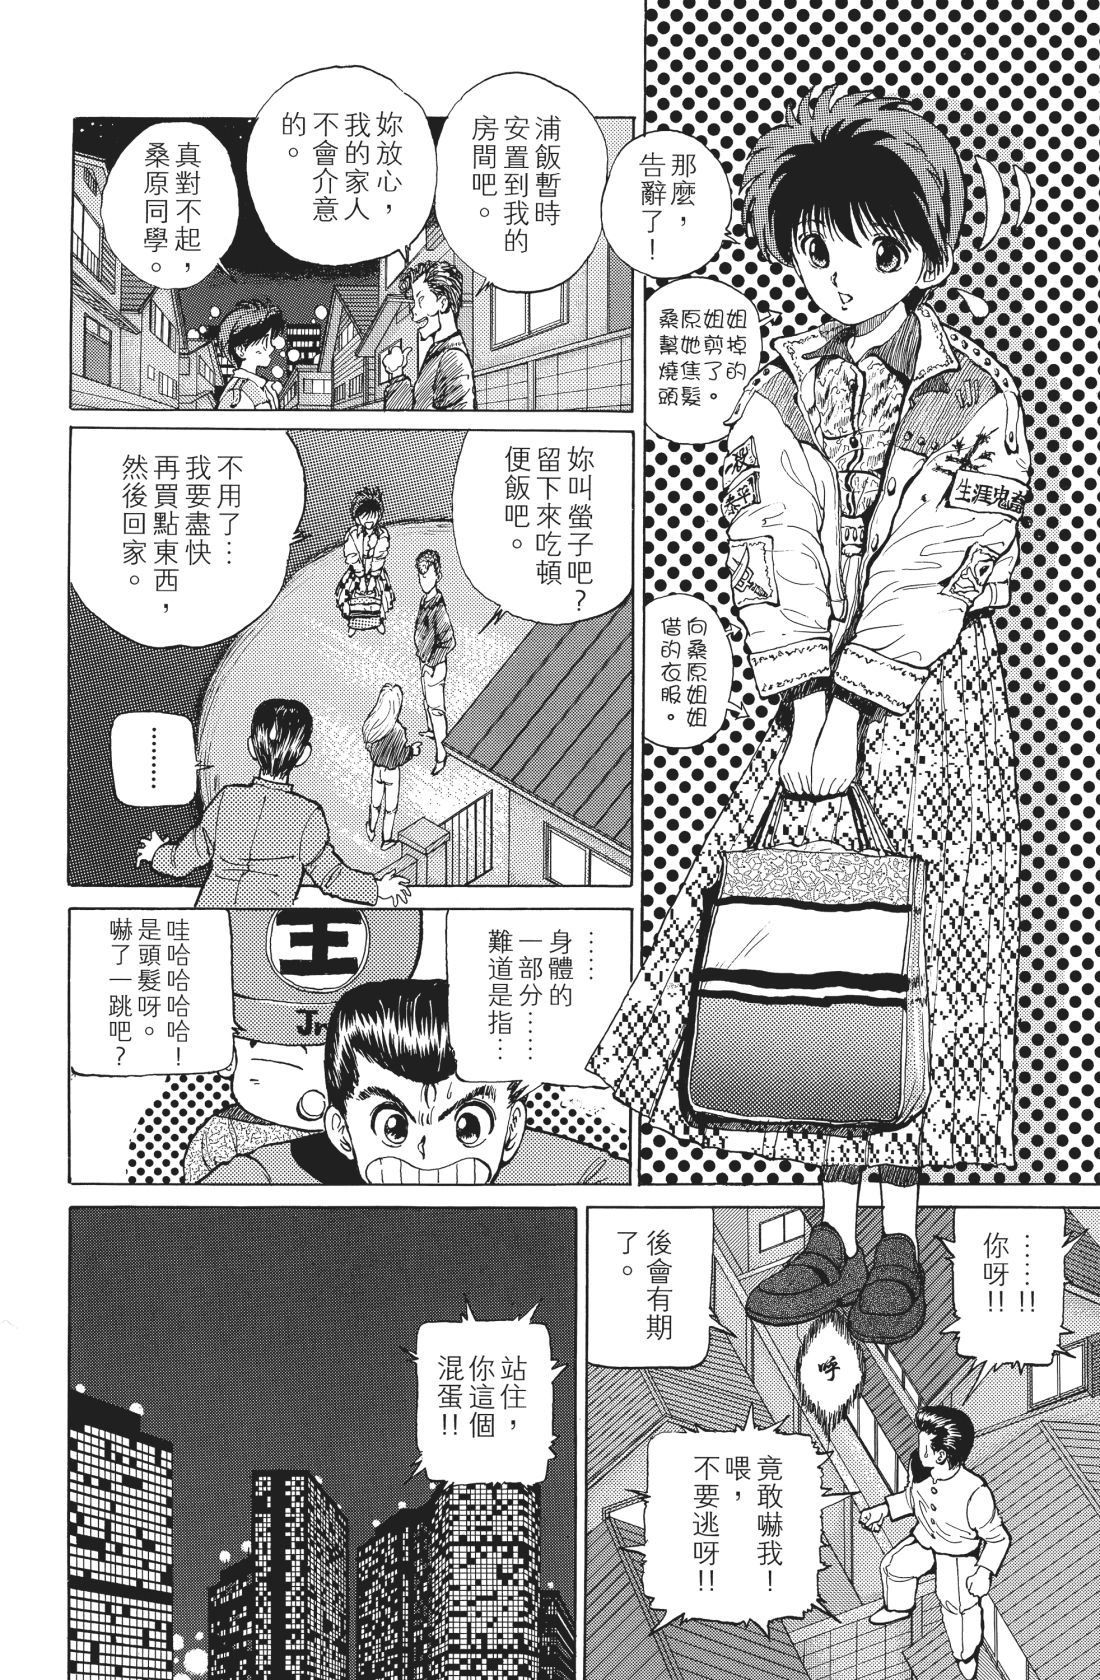 那麼，
告辭了！
桑原姐姐
幫她剪掉
燒焦了的
頭髮。
生涯鬼畜
泰平
向桑原姐姐
借的衣服。
浦飯暫時
安置到我的
房間吧。
妳放心，
我的家人
不會介意
的。
真對不起，
桑原同學。
妳叫螢子吧？
留下來吃頓
便飯吧。
不用了…
我要盡快
再買點東西，
然後回家。
………
……
身體的
一部分……
難道是指…
王
Jr
哇哈哈哈哈！
是頭髮呀。
嚇了一跳吧？
……!!
你呀!!
後會有期
了。
呼
竟敢嚇我！
喂，
不要逃呀!!
站住，
你這個
混蛋!!